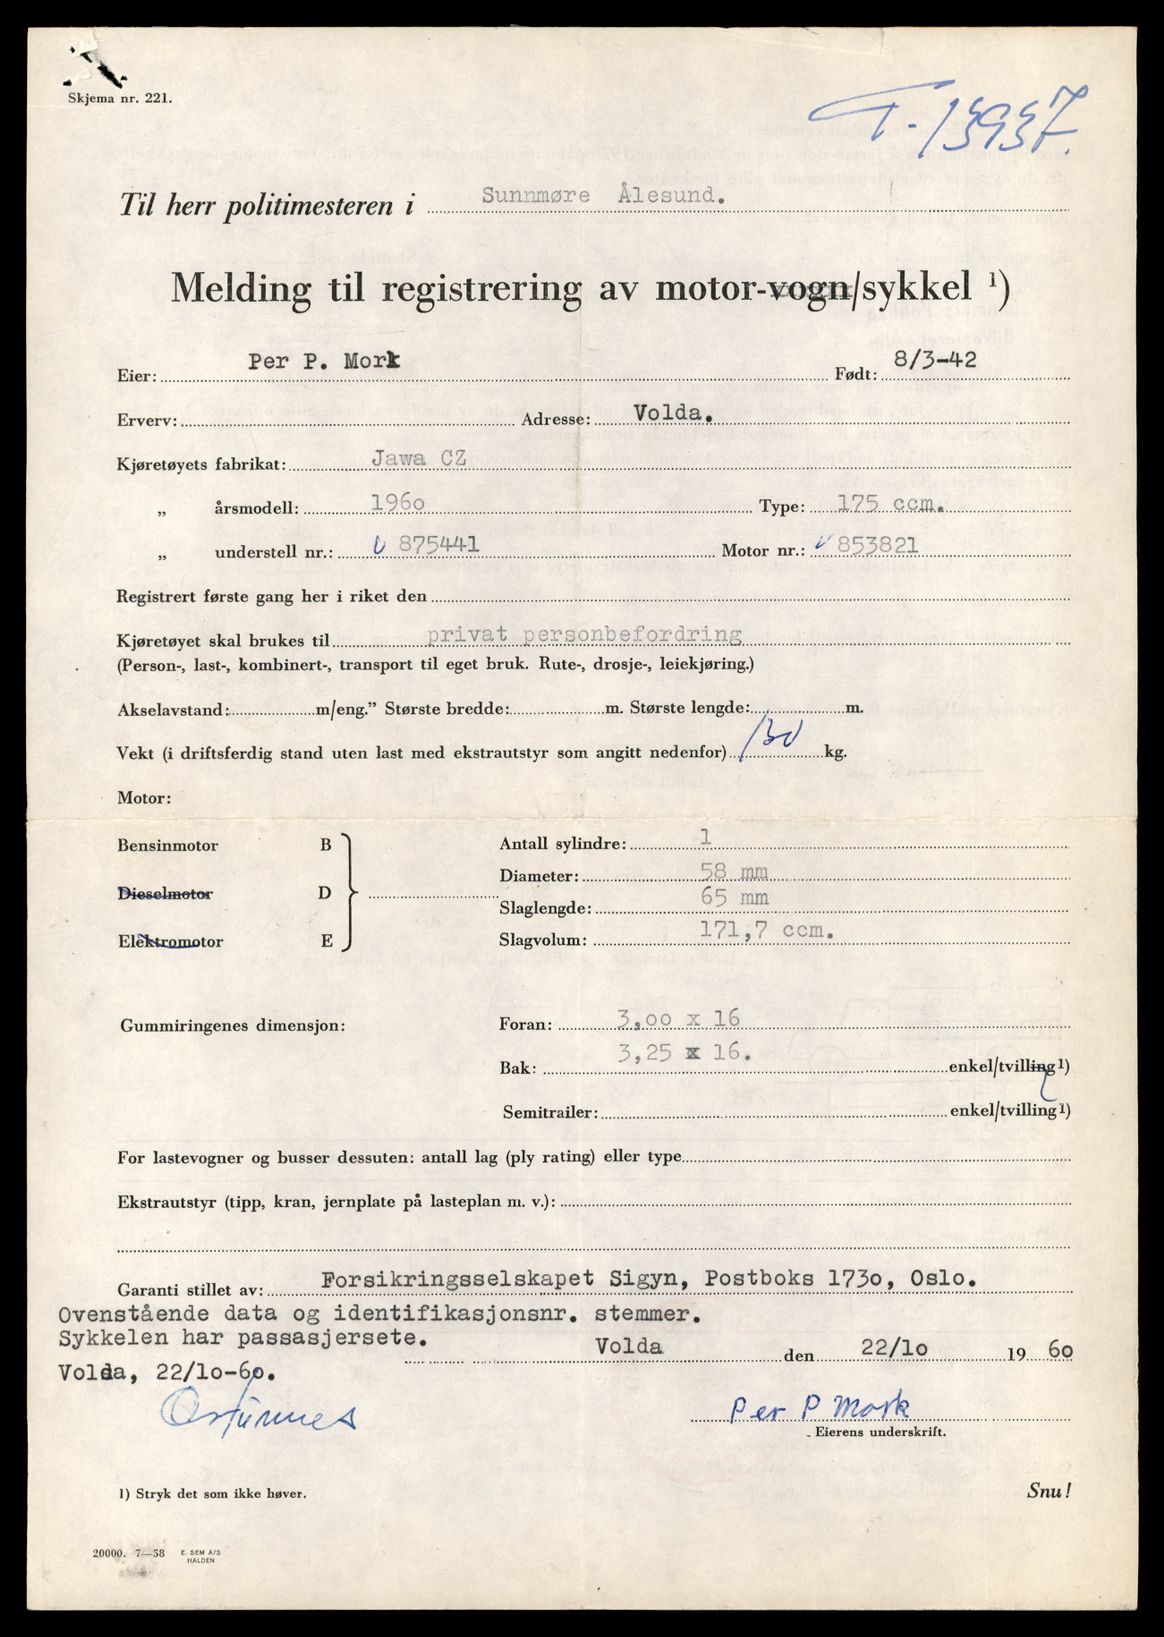 Skjema nr. 221.
T-13937.
Til herr politimesteren i Sunnmøre Ålesund.
Melding til registrering av motor-vogn/sykkel ¹)
Eier: Per P. Mork Født: 8/3-42
Erverv: Adresse: Volda.
Kjøretøyets fabrikat: Jawa CZ
„ årsmodell: 1960 Type: 175 ccm.
„ understell nr.: 875441 Motor nr.: 853821
Registrert første gang her i riket den
Kjøretøyet skal brukes til privat personbefordring
(Person-, last-, kombinert-, transport til eget bruk. Rute-, drosje-, leiekjøring.)
Akselavstand: m/eng.” Største bredde: m. Største lengde: m.
Vekt (i driftsferdig stand uten last med ekstrautstyr som angitt nedenfor) 130 kg.
Motor:
Bensinmotor B Antall sylindre: 1
Diameter: 58 mm
Dieselmotor D
Slaglengde: 65 mm
Elektromotor E Slagvolum: 171,7 ccm.
Gummiringenes dimensjon: Foran: 3,00 x 16
Bak: 3,25 x 16. enkel/tvilling ¹)
Semitrailer: enkel/tvilling ¹)
For lastevogner og busser dessuten: antall lag (ply rating) eller type
Ekstrautstyr (tipp, kran, jernplate på lasteplan m. v.):
Garanti stillet av: Forsikringsselskapet Sigyn, Postboks 1730, Oslo.
Ovenstående data og identifikasjonsnr. stemmer.
Sykkelen har passasjersete.
Volda den 22/10 19 60
Volda, 22/10-60.
Per P Mork
Eierens underskrift.
1) Stryk det som ikke høver.
Snu!
20000. 7—58 E. SEM A/S
HALDEN